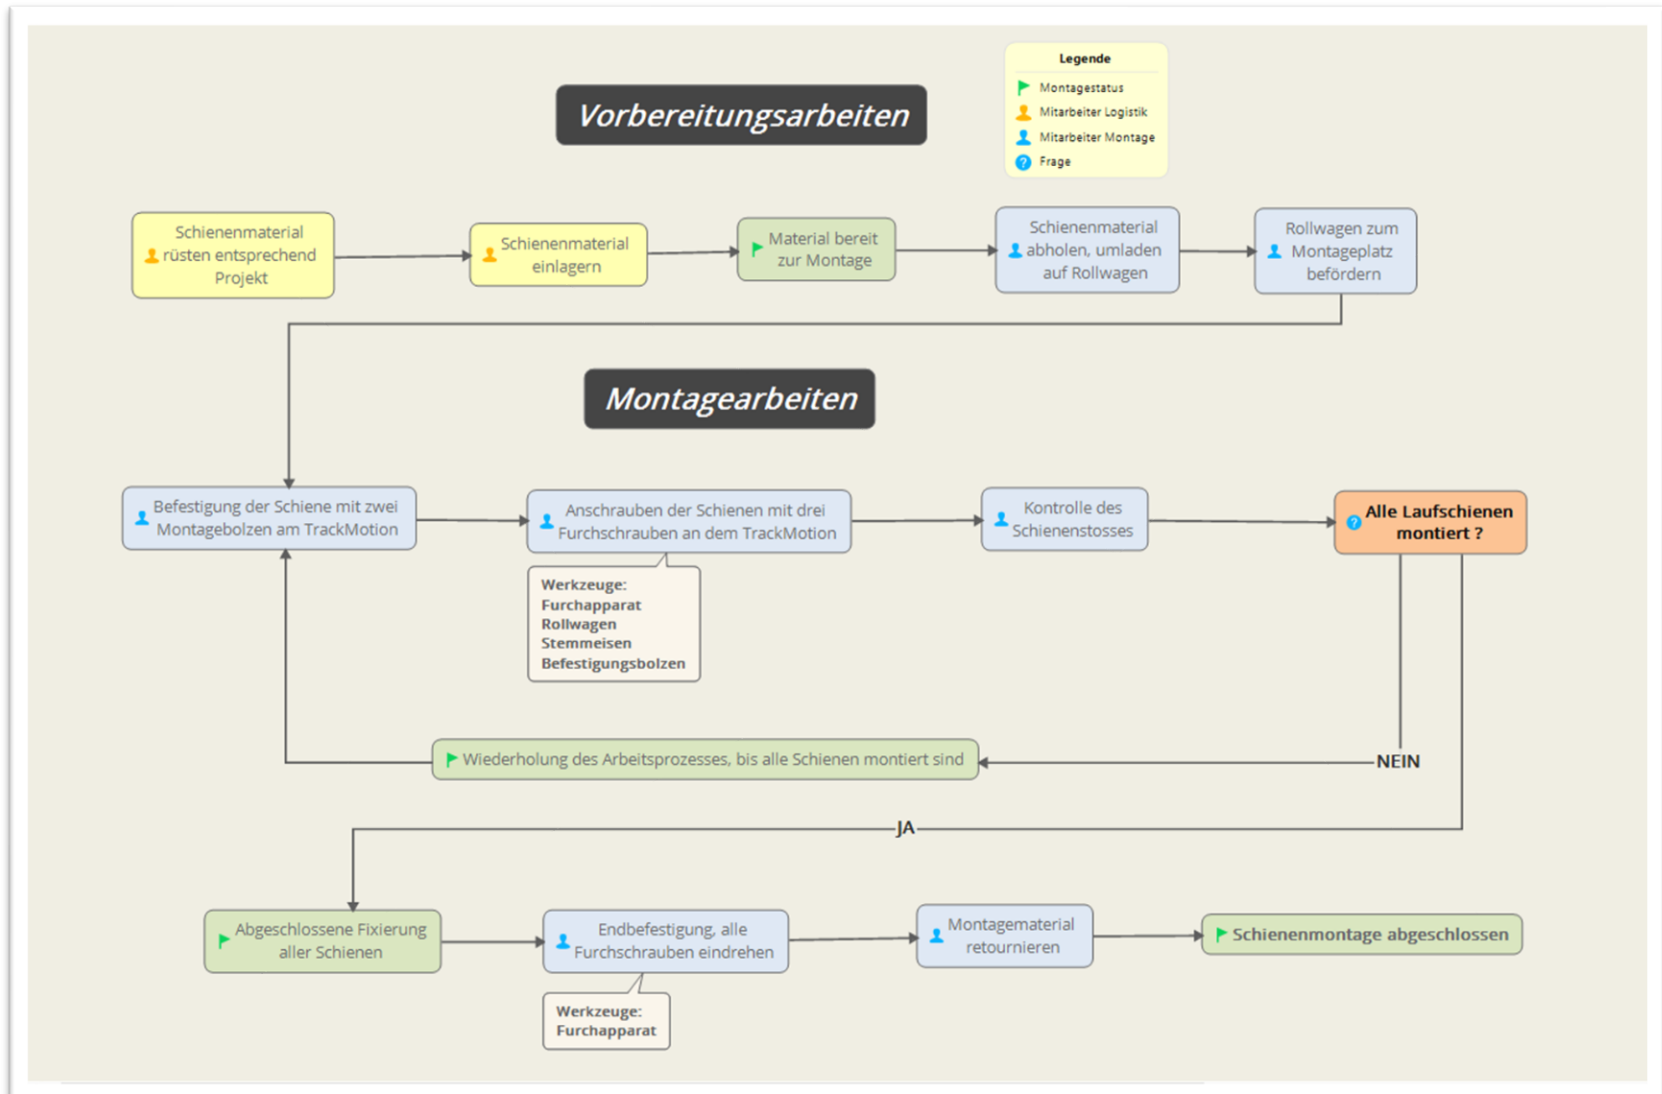 Legende
Montagestatus
Mitarbeiter Logistik
Mitarbeiter Montage
Frage
Vorbereitungsarbeiten
Schienenmaterial
rüsten entsprechend
Projekt
Schienenmaterial
einlagern
Material bereit
zur Montage
Schienenmaterial
abholen, umladen
auf Rollwagen
Rollwagen zum
Montageplatz
befördern
Montagearbeiten
Befestigung der Schiene mit zwei
Montagebolzen am TrackMotion
Anschrauben der Schienen mit drei
Furchschrauben an dem TrackMotion
Kontrolle des
Schienenstosses
Alle Laufschienen
montiert ?
Werkzeuge:
Furchapparat
Rollwagen
Stemmeisen
Befestigungsbolzen
Wiederholung des Arbeitsprozesses, bis alle Schienen montiert sind
NEIN
JA
Abgeschlossene Fixierung
aller Schienen
Endbefestigung, alle
Furchschrauben eindrehen
Montagematerial
retournieren
Schienenmontage abgeschlossen
Werkzeuge:
Furchapparat